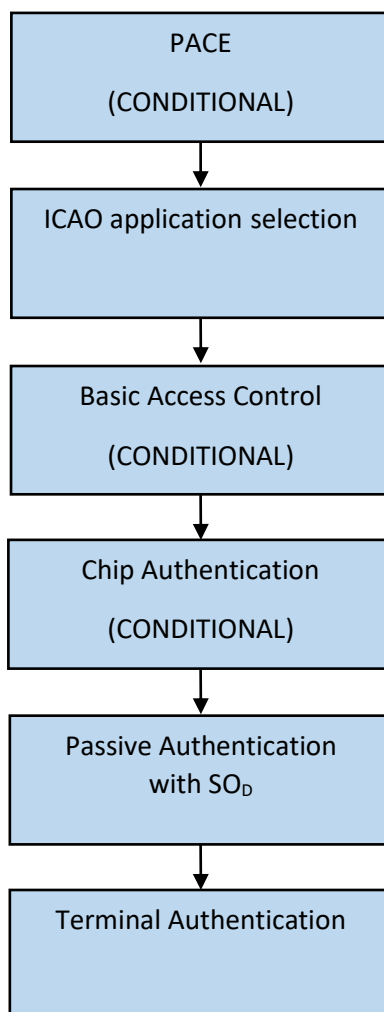 PACE
(CONDITIONAL)
ICAO application selection
Basic Access Control
(CONDITIONAL)
Chip Authentication
(CONDITIONAL)
Passive Authentication
with SOD
Terminal Authentication